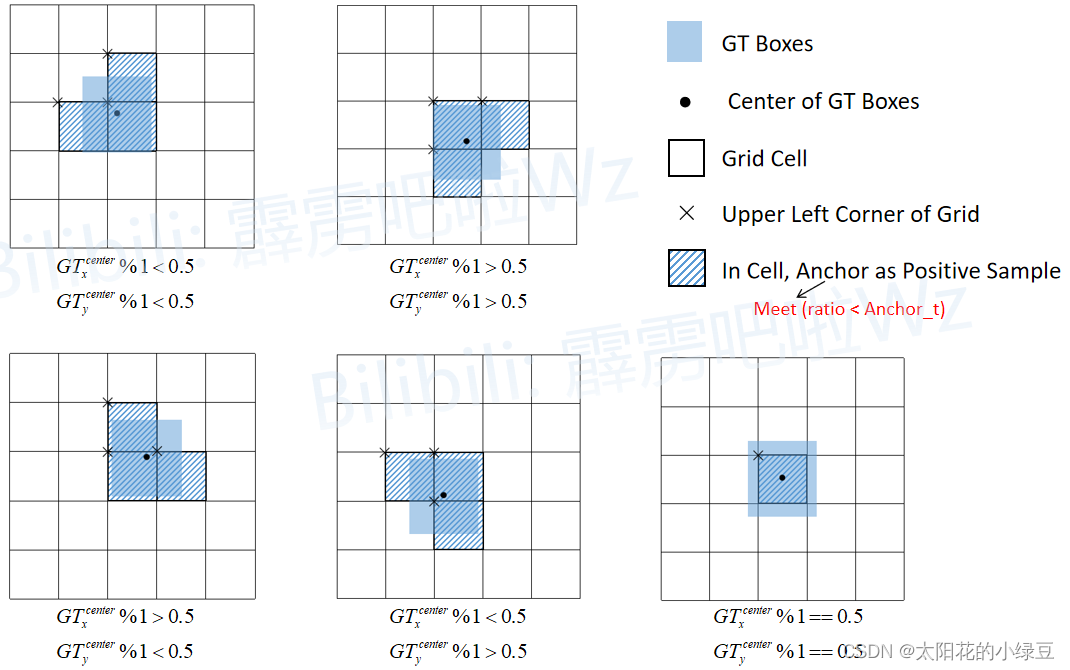 GT Boxes
Center of GT Boxes
Grid Cell
Upper Left Corner of Grid
In Cell, Anchor as Positive Sample
Meet (ratio < Anchor_t)
GT_x^center %1 < 0.5
GT_y^center %1 < 0.5
GT_x^center %1 > 0.5
GT_y^center %1 > 0.5
Bilibili: 霹雳吧啦Wz
Bilibili: 霹雳吧啦Wz
GT_x^center %1 > 0.5
GT_y^center %1 < 0.5
GT_x^center %1 < 0.5
GT_y^center %1 > 0.5
GT_x^center %1 == 0.5
GT_y^center %1 == 0.5
CSDN @太阳花的小绿豆